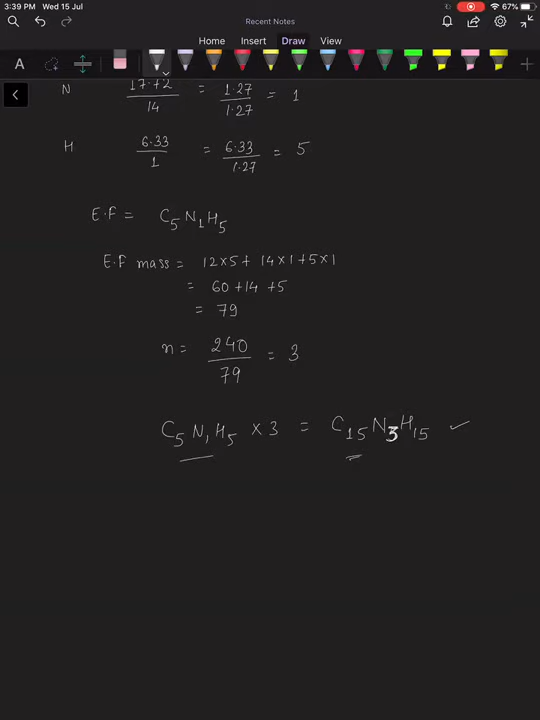 3:39 PM Wed 15 Jul
67%
Recent Notes
Home Insert Draw View
A
N 17.72/14 = 1.27/1.27 = 1
H 6.33/1 = 6.33/1.27 = 5
E.F = C5N1H5
E.F mass = 12×5 + 14×1+5×1
= 60+14+5
= 79
n = 240/79 = 3
C5N1H5 × 3 = C15N3H15 ✓